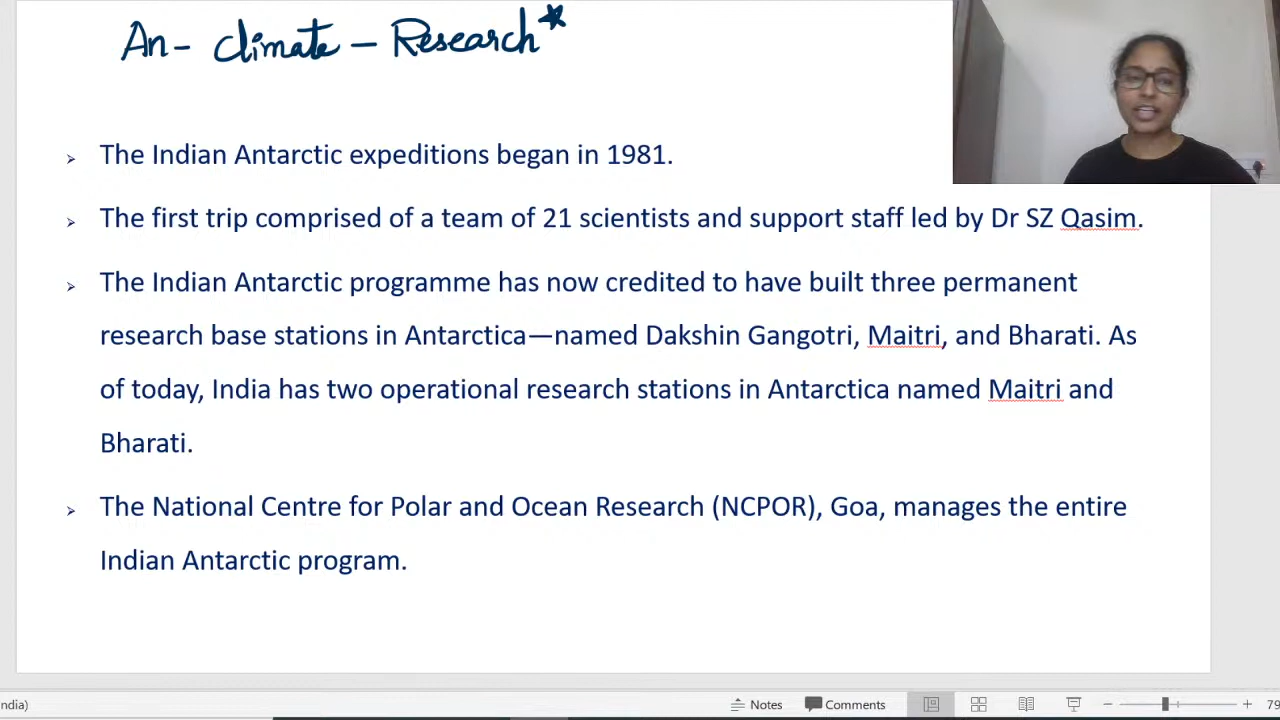 An- Climate - Research*
➢ The Indian Antarctic expeditions began in 1981.
➢ The first trip comprised of a team of 21 scientists and support staff led by Dr SZ Qasim.
➢ The Indian Antarctic programme has now credited to have built three permanent
research base stations in Antarctica—named Dakshin Gangotri, Maitri, and Bharati. As
of today, India has two operational research stations in Antarctica named Maitri and
Bharati.
➢ The National Centre for Polar and Ocean Research (NCPOR), Goa, manages the entire
Indian Antarctic program.
ndia) Notes Comments 79